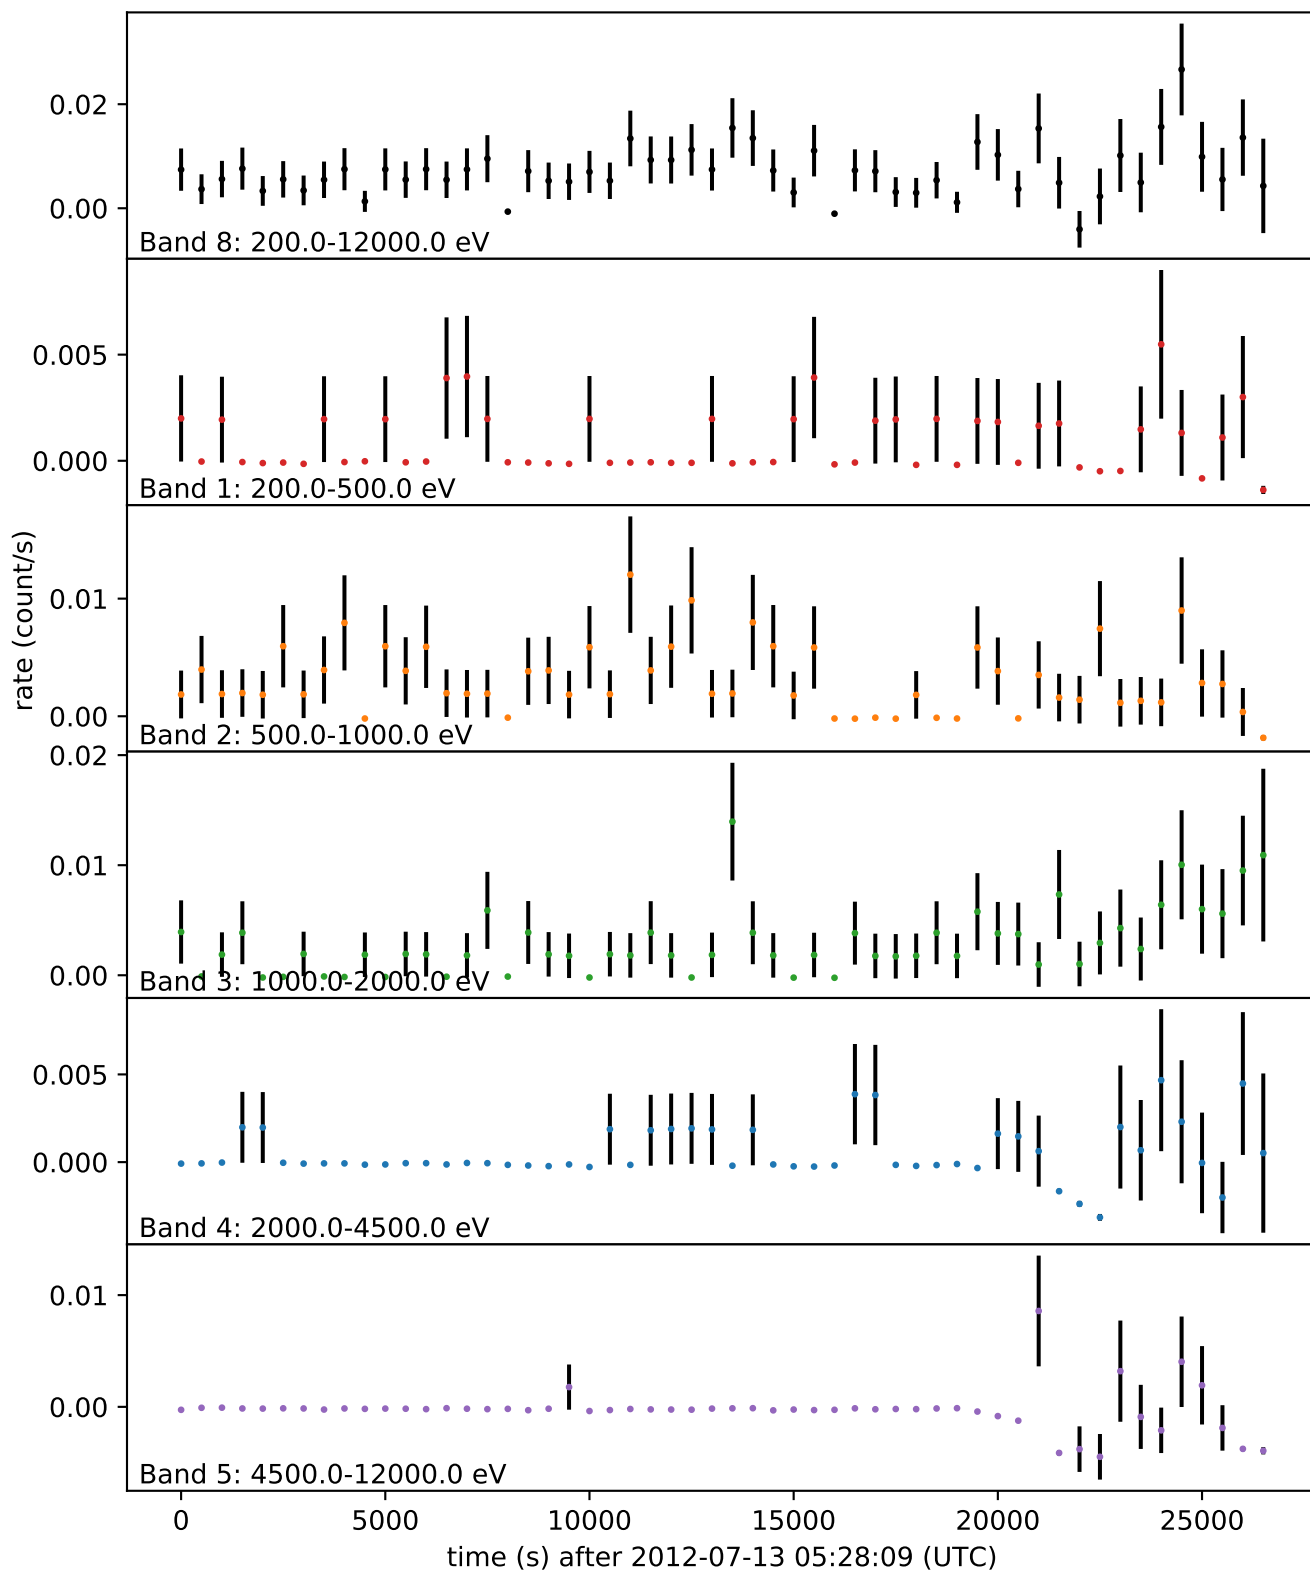 0.02
0.00
Band 8: 200.0-12000.0 eV
0.005
0.000
Band 1: 200.0-500.0 eV
rate (count/s)
0.01
0.00
Band 2: 500.0-1000.0 eV
0.02
0.01
0.00
Band 3: 1000.0-2000.0 eV
0.005
0.000
Band 4: 2000.0-4500.0 eV
0.01
0.00
Band 5: 4500.0-12000.0 eV
0 5000 10000 15000 20000 25000
time (s) after 2012-07-13 05:28:09 (UTC)